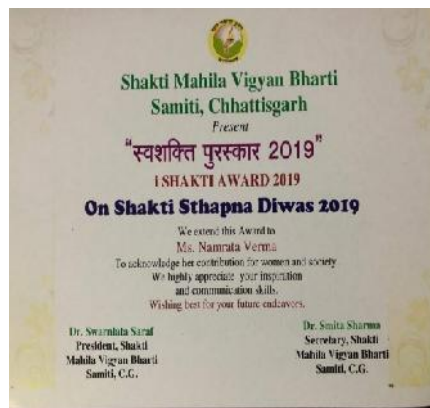 Shakti Mahila Vigyan Bharti
Samiti, Chhattisgarh
Present
"स्वशक्ति पुरस्कार 2019"
i SHAKTI AWARD 2019
On Shakti Sthapna Diwas 2019
We extend this Award to
Ms. Namrata Verma
To acknowledge her contribution for women and society
We highly appreciate your inspiration
and communication skills.
Wishing best for your future endeavors.
Dr. Swarnlata Saraf
President, Shakti
Mahila Vigyan Bharti
Samiti, C.G.
Dr. Smita Sharma
Secretary, Shakti
Mahila Vigyan Bharti
Samiti, C.G.